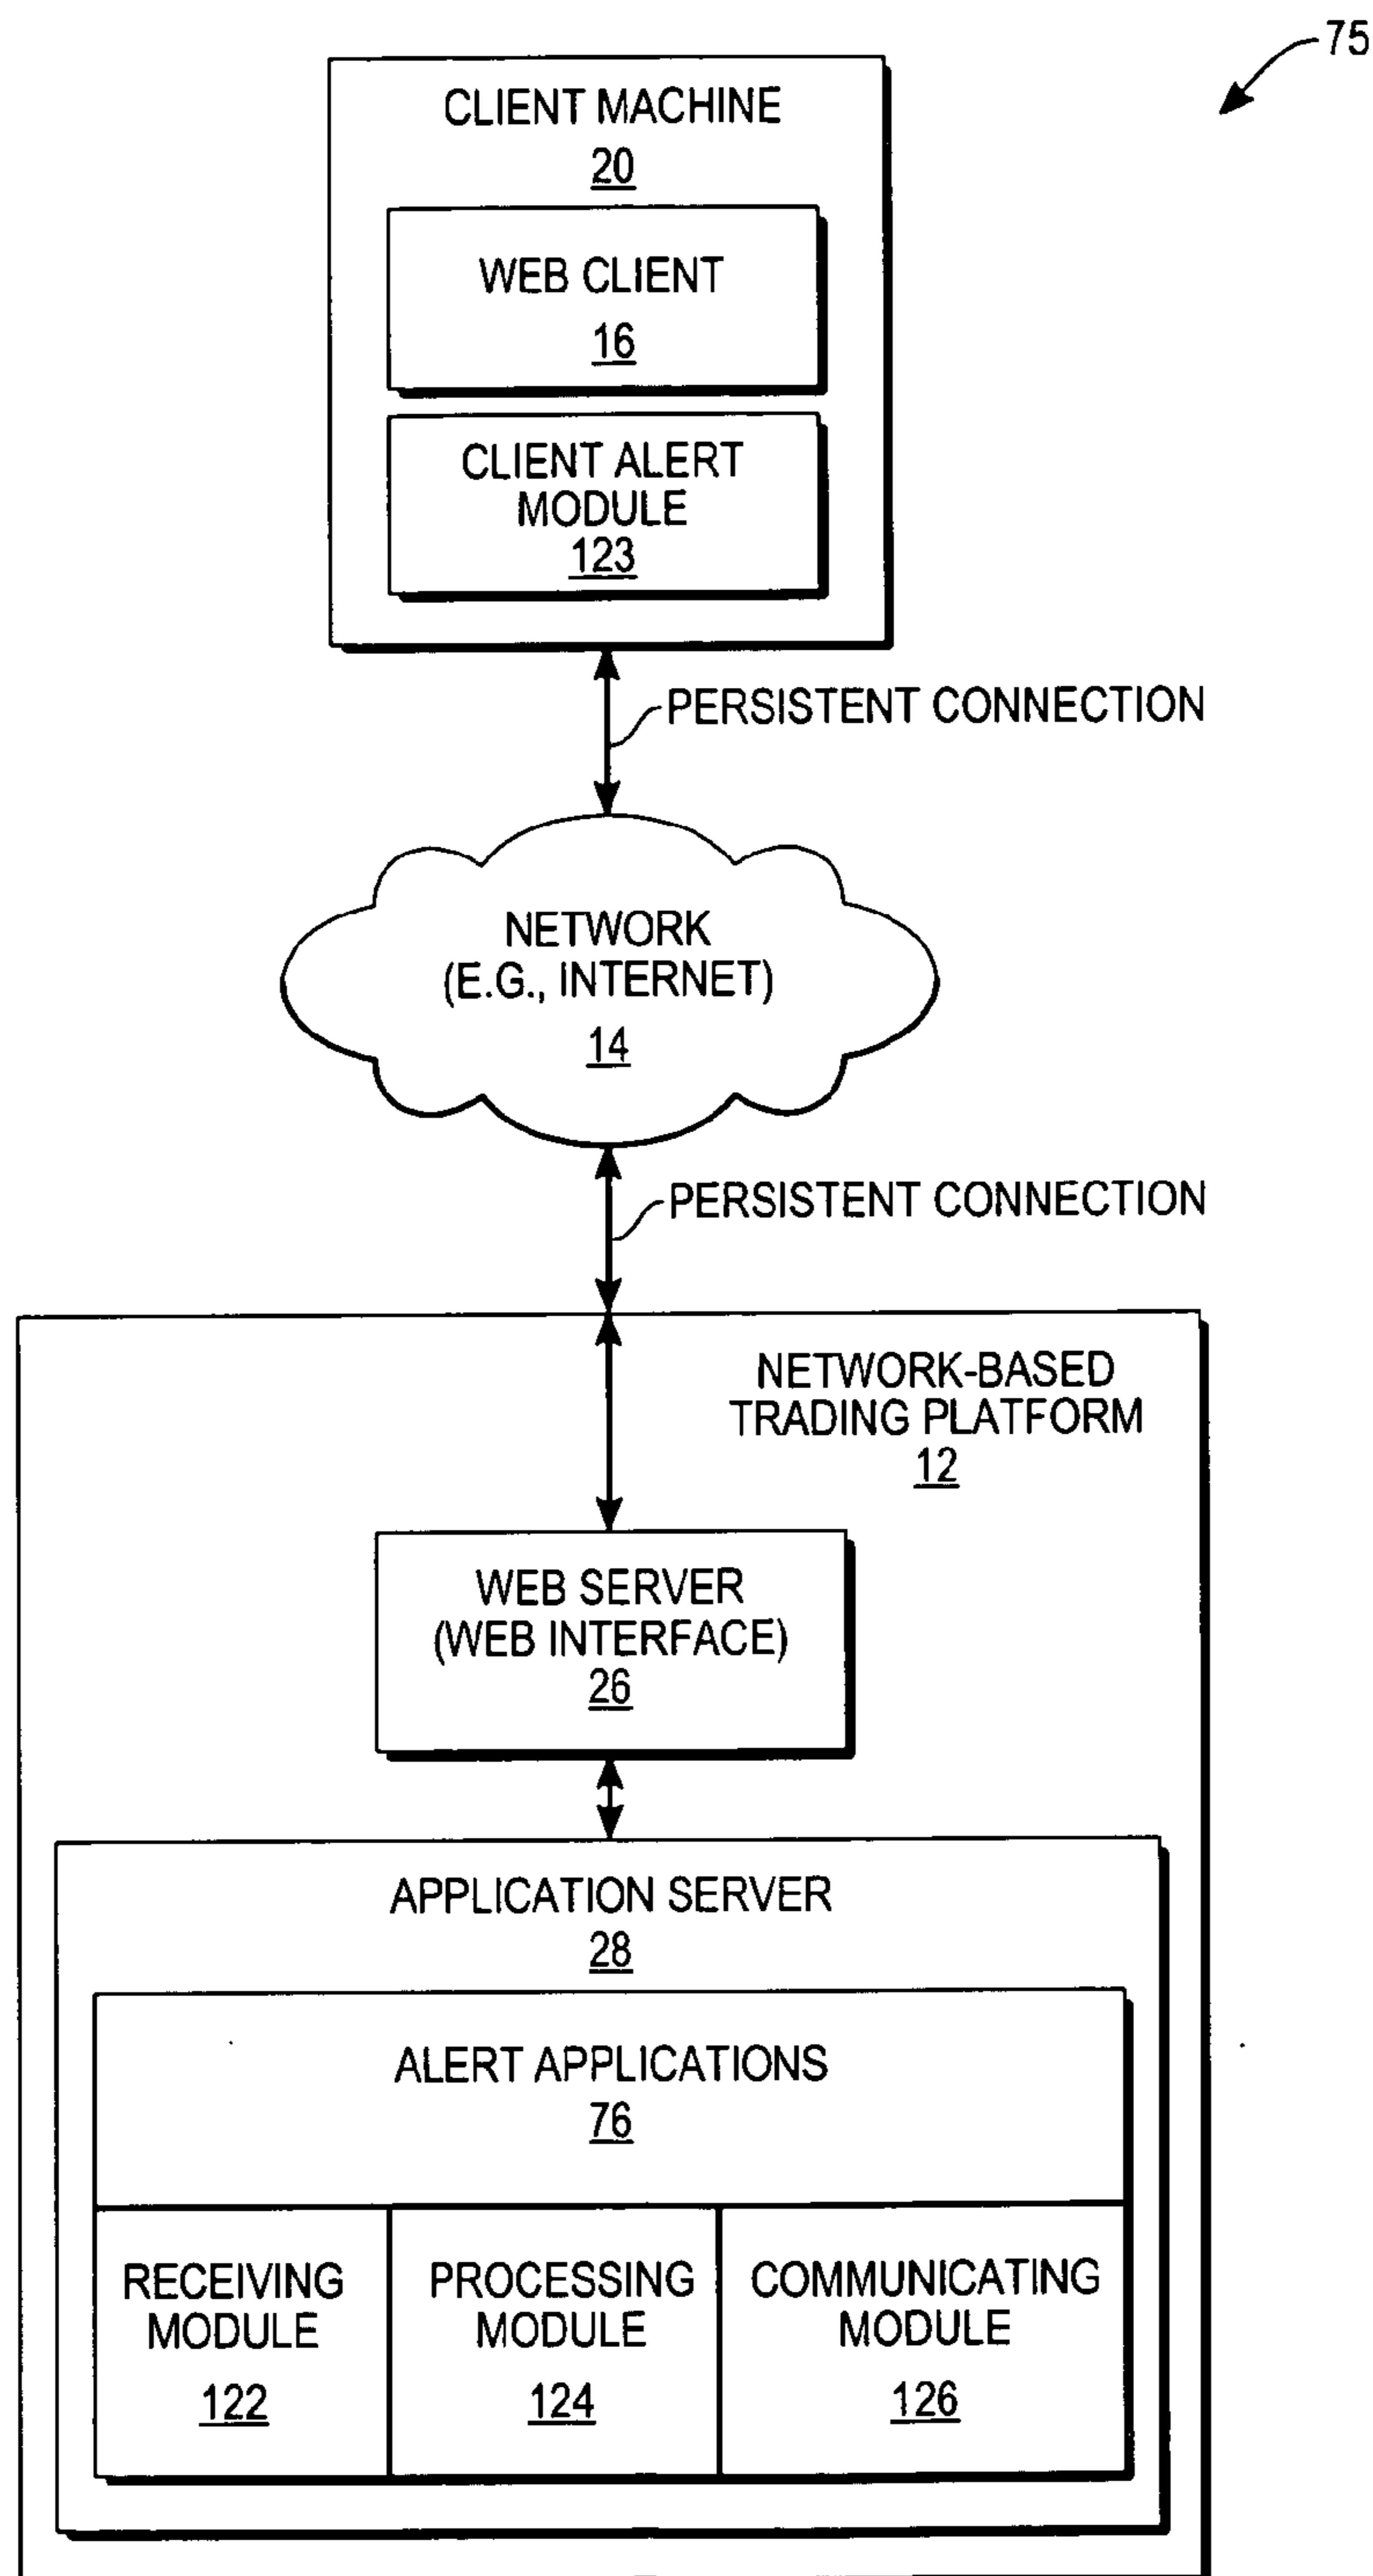 75
CLIENT MACHINE
20
WEB CLIENT
16
CLIENT ALERT
MODULE
123
PERSISTENT CONNECTION
NETWORK
(E.G., INTERNET)
14
PERSISTENT CONNECTION
NETWORK-BASED
TRADING PLATFORM
12
WEB SERVER
(WEB INTERFACE)
26
APPLICATION SERVER
28
ALERT APPLICATIONS
76
RECEIVING
MODULE
122
PROCESSING
MODULE
124
COMMUNICATING
MODULE
126